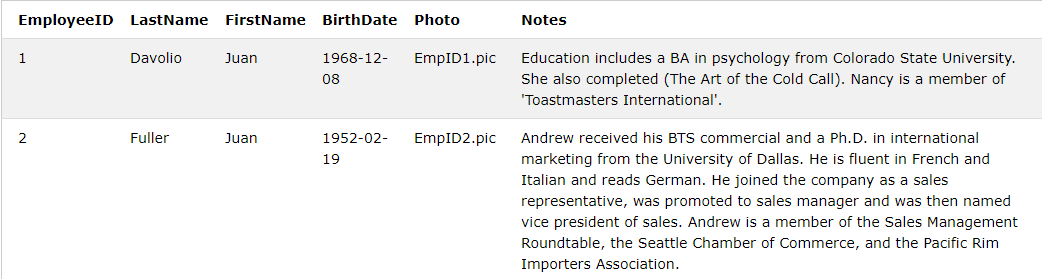 EmployeeID LastName FirstName BirthDate Photo Notes
1 Davolio Juan 1968-12- EmpID1.pic Education includes a BA in psychology from Colorado State University.
08 She also completed (The Art of the Cold Call). Nancy is a member of
'Toastmasters International'.
2 Fuller Juan 1952-02- EmpID2.pic Andrew received his BTS commercial and a Ph.D. in international
19 marketing from the University of Dallas. He is fluent in French and
Italian and reads German. He joined the company as a sales
representative, was promoted to sales manager and was then named
vice president of sales. Andrew is a member of the Sales Management
Roundtable, the Seattle Chamber of Commerce, and the Pacific Rim
Importers Association.